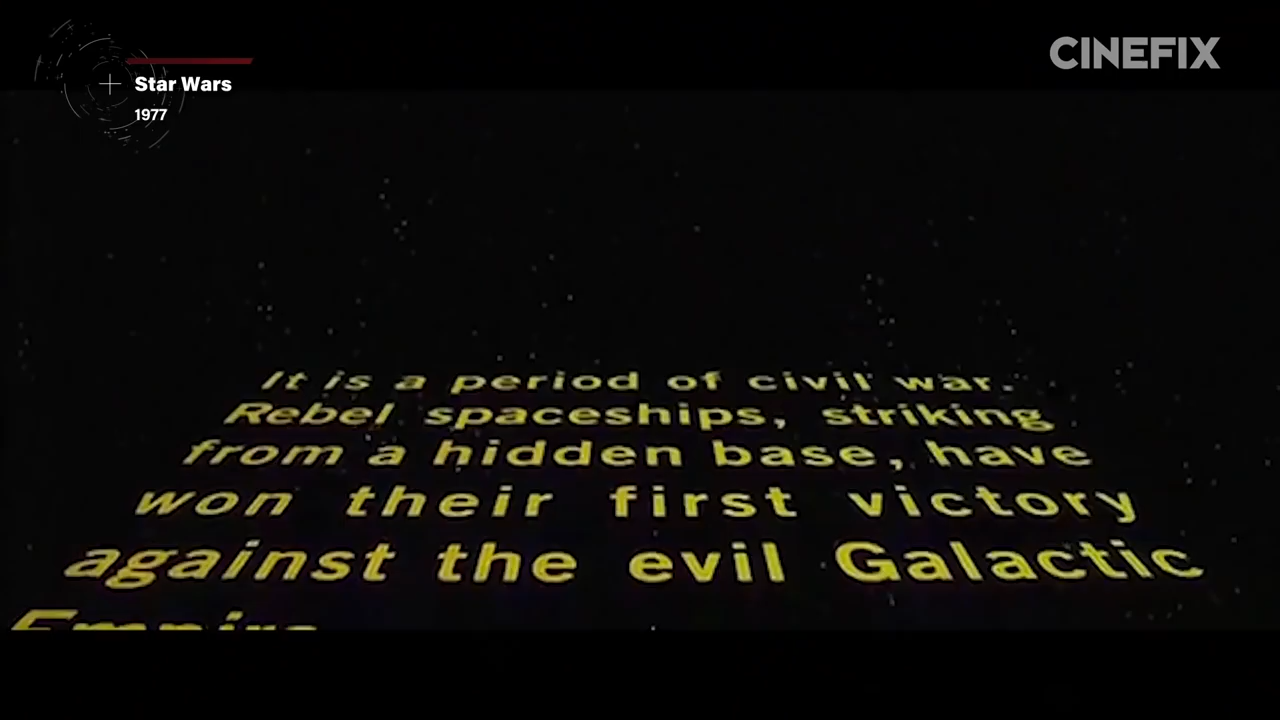 Star Wars
1977
CINEFIX
It is a period of civil war.
Rebel spaceships, striking
from a hidden base, have
won their first victory
against the evil Galactic
Empire